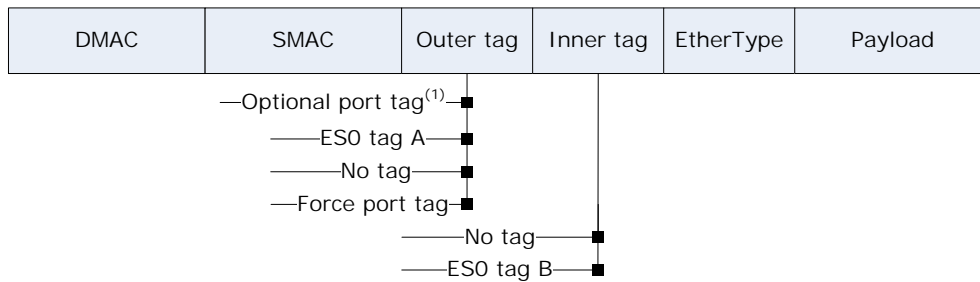 DMAC SMAC Outer tag Inner tag EtherType Payload
Optional port tag(1)
ES0 tag A
No tag
Force port tag
No tag
ES0 tag B